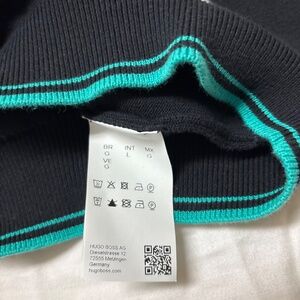 BR INT MX
G L G
VE
G
HUGO BOSS AG
Dieselstrasse 12
72555 Metzingen
Germany
hugoboss.com